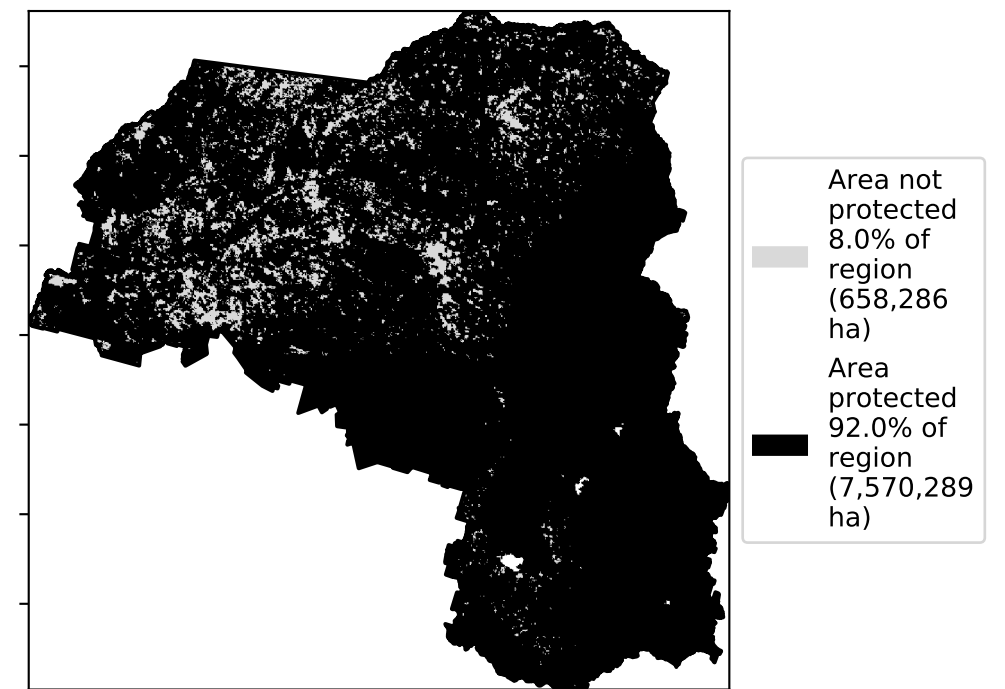 Area not
protected
8.0% of
region
(658,286
ha)
Area
protected
92.0% of
region
(7,570,289
ha)